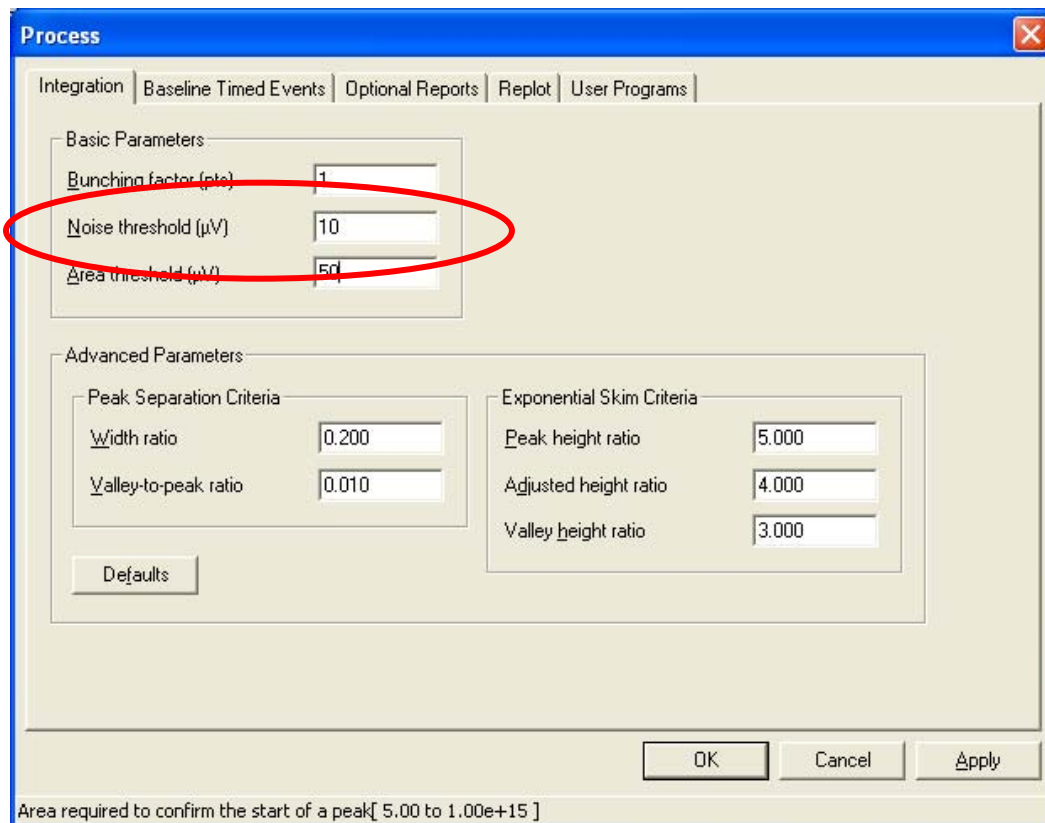 Process
Integration Baseline Timed Events Optional Reports Replot User Programs
Basic Parameters
Bunching factor (pts) 1
Noise threshold (µV) 10
Area threshold (µV) 50
Advanced Parameters
Peak Separation Criteria
Width ratio 0.200
Valley-to-peak ratio 0.010
Exponential Skim Criteria
Peak height ratio 5.000
Adjusted height ratio 4.000
Valley height ratio 3.000
Defaults
OK Cancel Apply
Area required to confirm the start of a peak[ 5.00 to 1.00e+15 ]